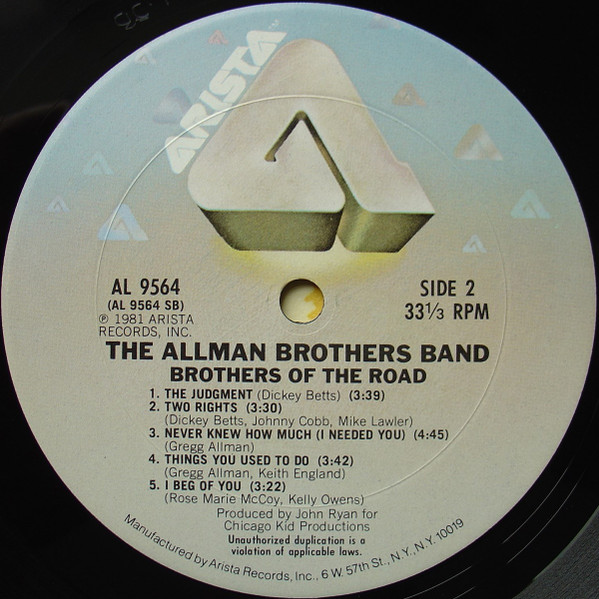 ARISTA
AL 9564
(AL 9564 SB)
℗ 1981 ARISTA
RECORDS, INC.
SIDE 2
33⅓ RPM
THE ALLMAN BROTHERS BAND
BROTHERS OF THE ROAD
1. THE JUDGMENT (Dickey Betts) (3:39)
2. TWO RIGHTS (3:30)
(Dickey Betts, Johnny Cobb, Mike Lawler)
3. NEVER KNEW HOW MUCH (I NEEDED YOU) (4:45)
(Gregg Allman)
4. THINGS YOU USED TO DO (3:42)
(Gregg Allman, Keith England)
5. I BEG OF YOU (3:22)
(Rose Marie McCoy, Kelly Owens)
Produced by John Ryan for
Chicago Kid Productions
Unauthorized duplication is a
violation of applicable laws.
Manufactured by Arista Records, Inc., 6 W. 57th St., N.Y., N.Y. 10019